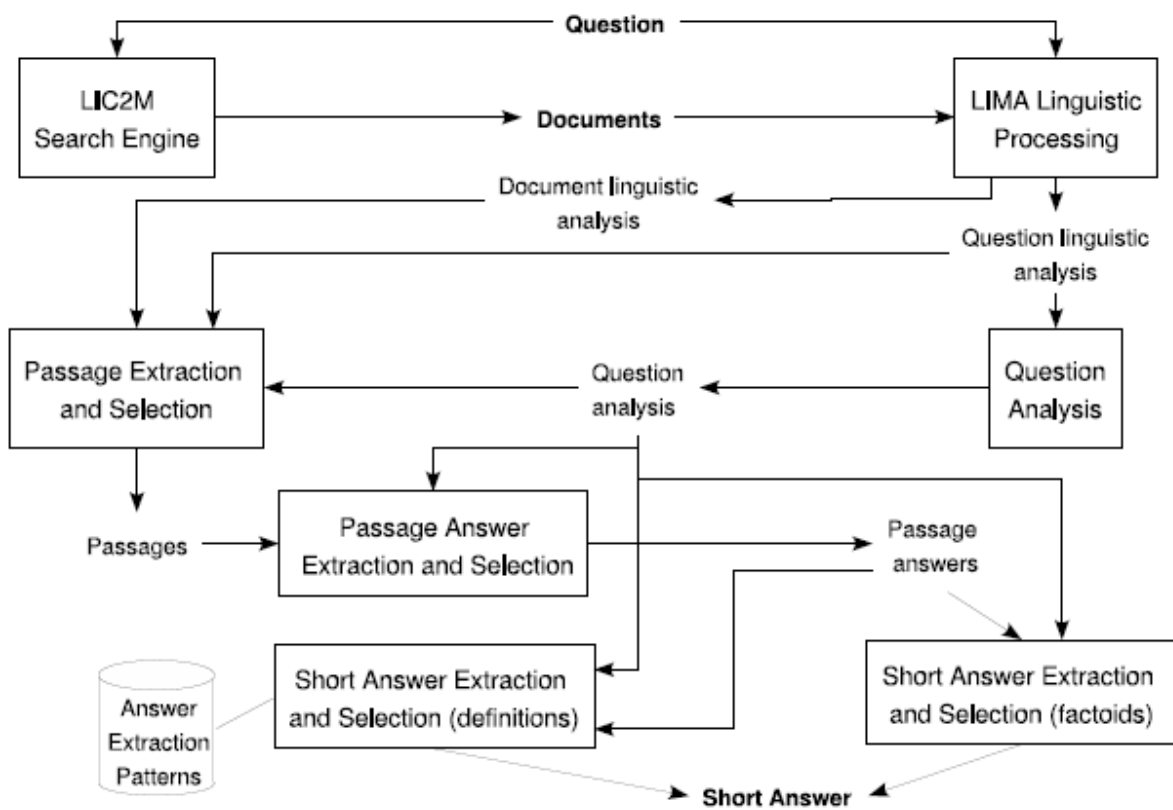 Question
LIC2M
Search Engine
Documents
LIMA Linguistic
Processing
Document linguistic
analysis
Question linguistic
analysis
Passage Extraction
and Selection
Question
analysis
Question
Analysis
Passages
Passage Answer
Extraction and Selection
Passage
answers
Answer
Extraction
Patterns
Short Answer Extraction
and Selection (definitions)
Short Answer Extraction
and Selection (factoids)
Short Answer